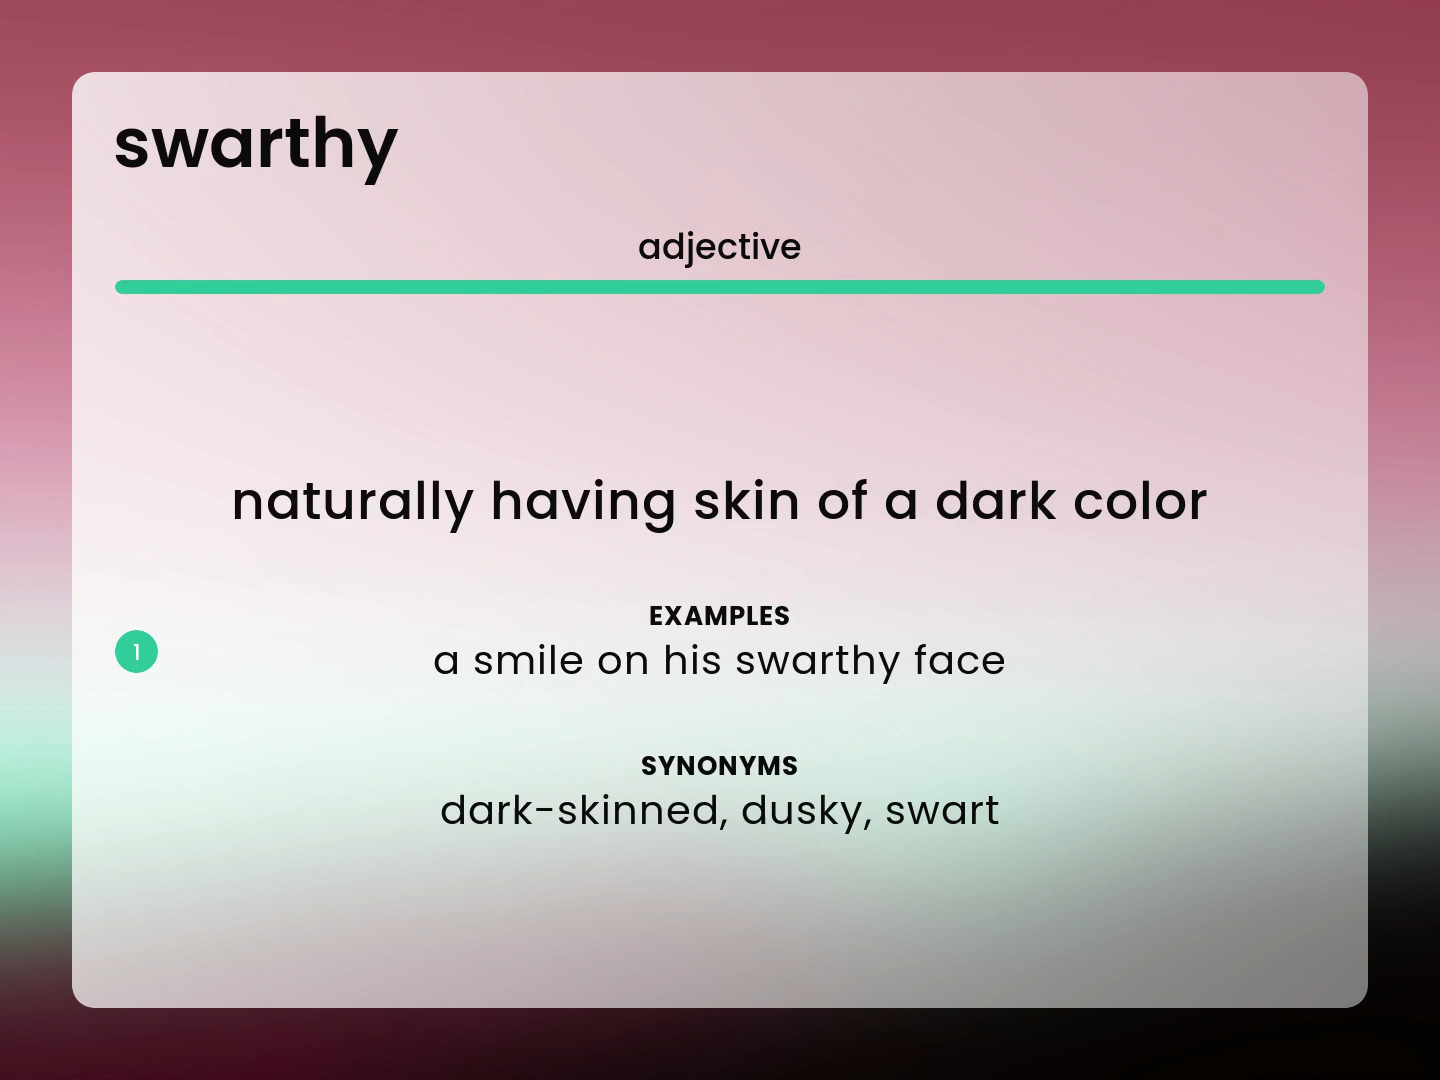 swarthy
adjective
naturally having skin of a dark color
EXAMPLES
1
a smile on his swarthy face
SYNONYMS
dark-skinned, dusky, swart